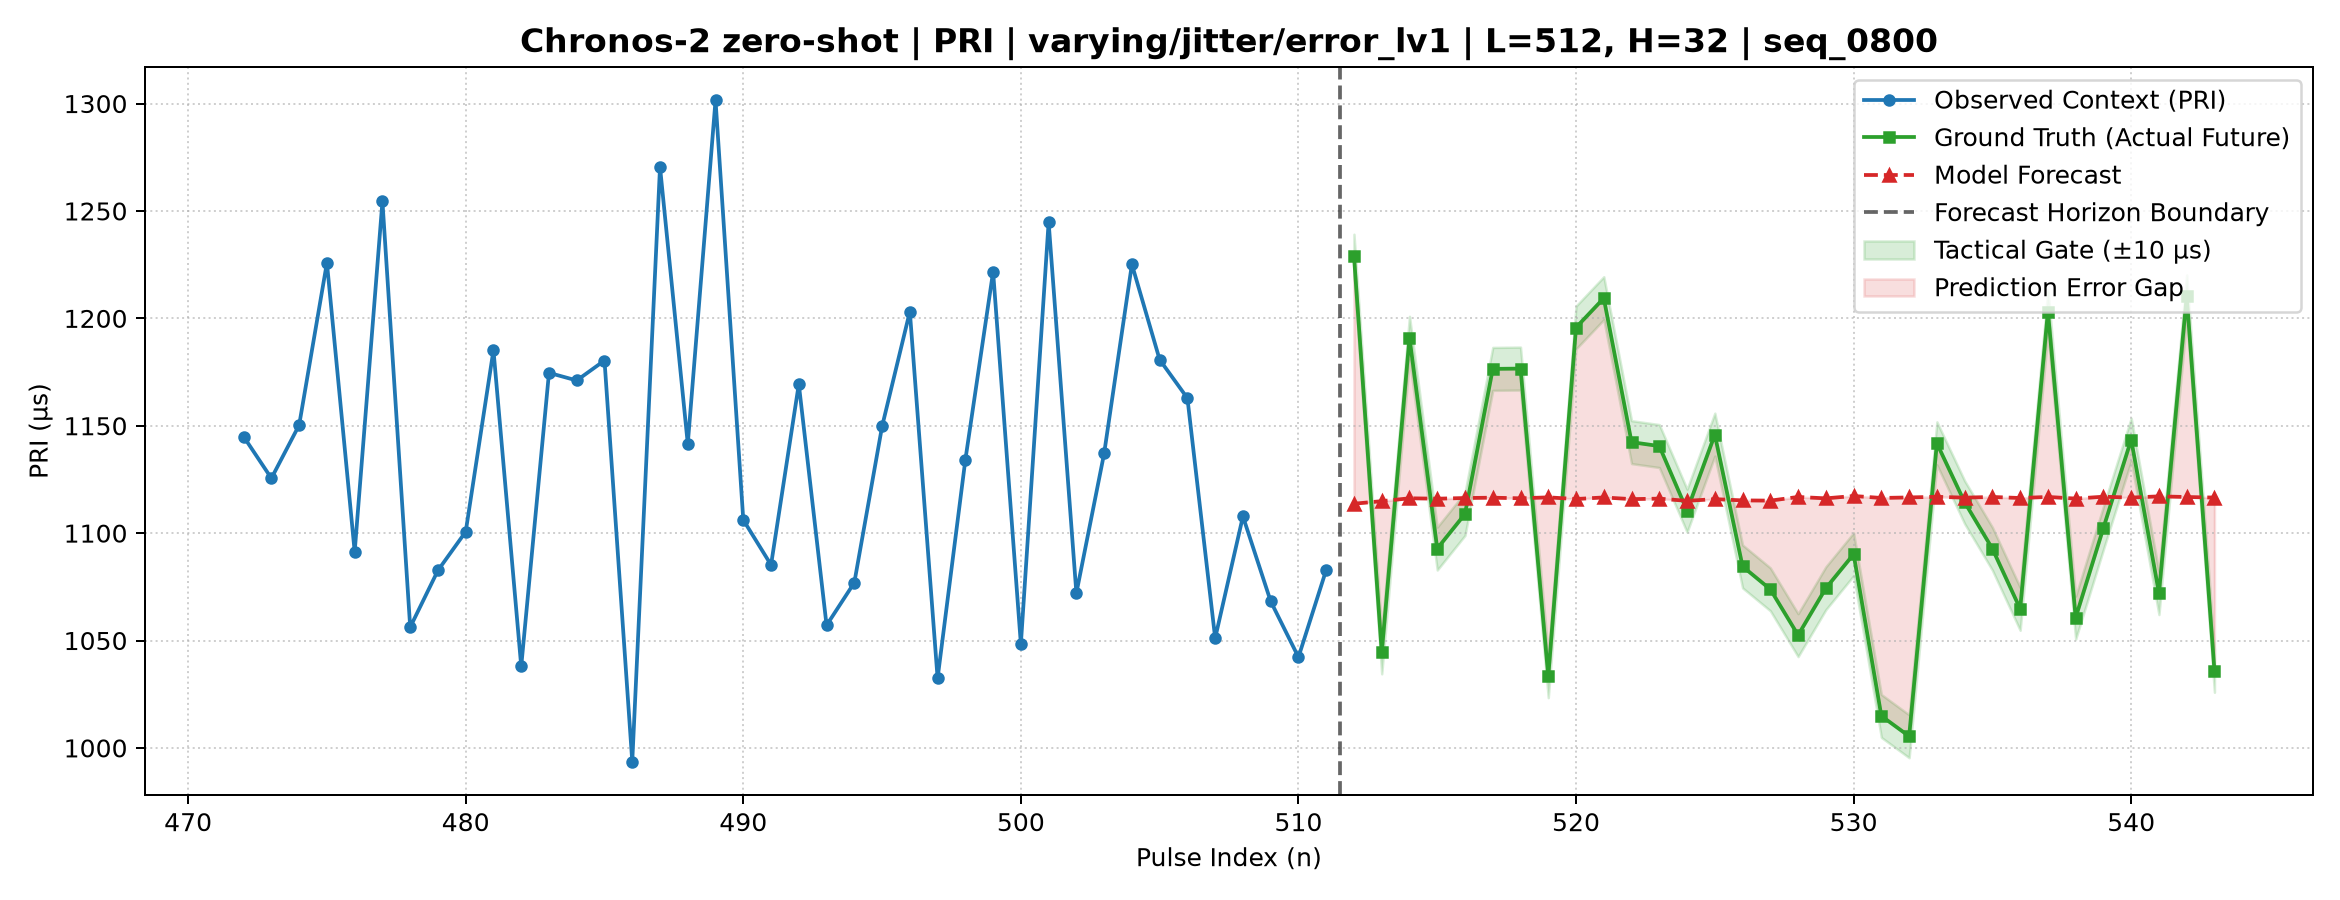 Chronos-2 zero-shot | PRI | varying/jitter/error_lv1 | L=512, H=32 | seq_0800
PRI (µs)
1300
1250
1200
1150
1100
1050
1000
Observed Context (PRI)
Ground Truth (Actual Future)
Model Forecast
Forecast Horizon Boundary
Tactical Gate (±10 µs)
Prediction Error Gap
470 480 490 500 510 520 530 540
Pulse Index (n)